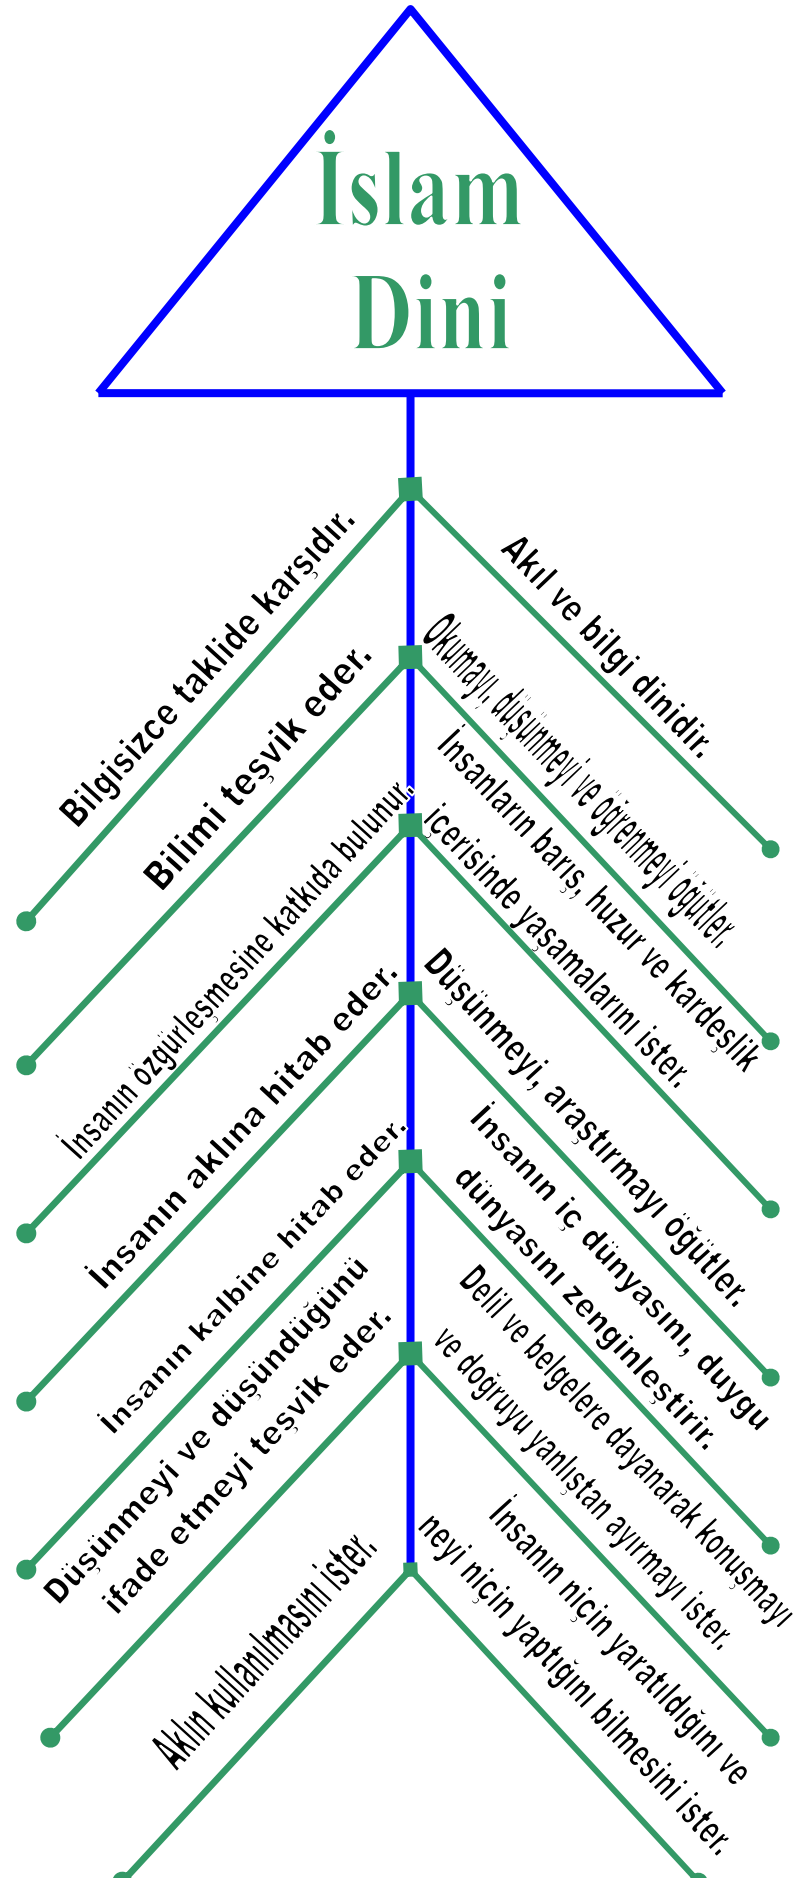 İslam
Dini
Bilgisizce taklide karşıdır.
Akıl ve bilgi dinidir.
Bilimi teşvik eder.
Okumayı, düşünmeyi ve öğrenmeyi öğütler.
İnsanın özgürleşmesine katkıda bulunur.
İnsanların barış, huzur ve kardeşlik
içerisinde yaşamalarını ister.
İnsanın aklına hitab eder.
Düşünmeyi, araştırmayı öğütler.
İnsanın kalbine hitab eder.
İnsanın iç dünyasını, duygu
dünyasını zenginleştirir.
Düşünmeyi ve düşündüğünü
ifade etmeyi teşvik eder.
Delil ve belgelere dayanarak konuşmayı
ve doğruyu yanlıştan ayırmayı ister.
Aklın kullanılmasını ister.
İnsanın niçin yaratıldığını ve
neyi niçin yaptığını bilmesini ister.